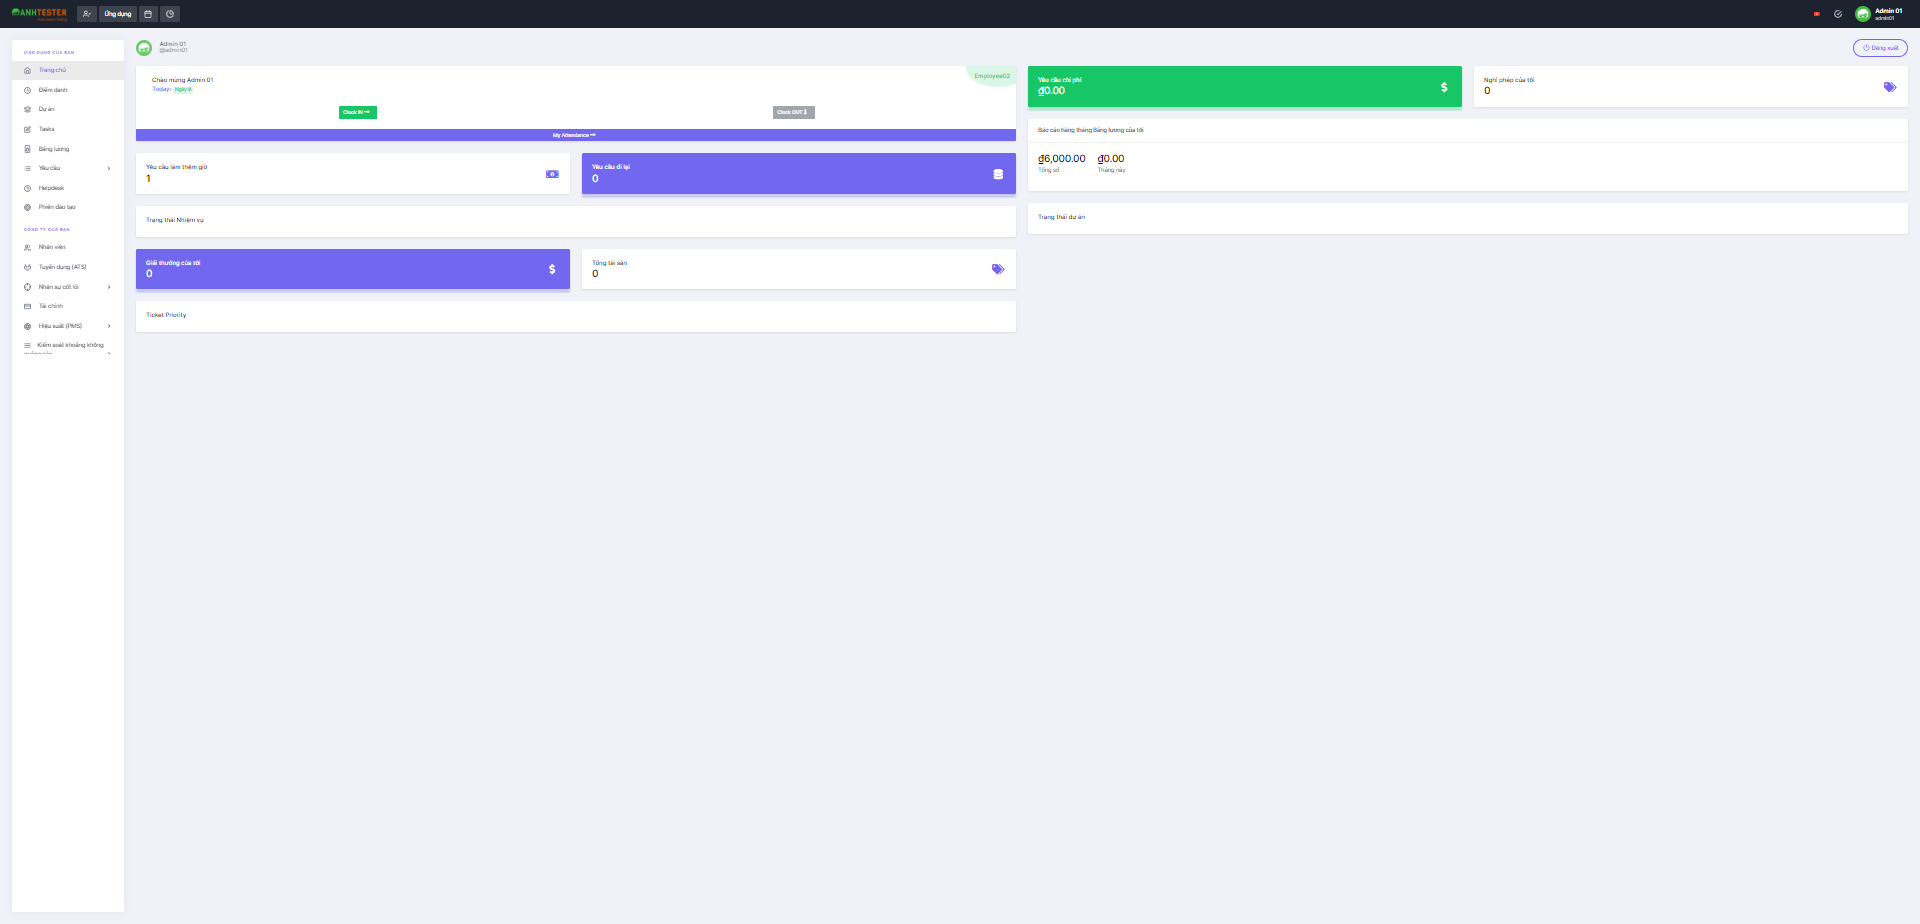 ANHTESTER
Ứng dụng
Admin 01
admin01
ỨNG DỤNG CỦA BẠN
Trang chủ
Điểm danh
Dự án
Tasks
Bảng lương
Yêu cầu
Helpdesk
Phiên đào tạo
CÔNG TY CỦA BẠN
Nhân viên
Tuyển dụng (ATS)
Nhân sự cốt lõi
Tài chính
Hiệu suất (PMS)
Kiểm soát khoảng không
Admin 01
@admin01
Đăng xuất
Chào mừng Admin 01
Employee02
Today: Ngày lễ
Clock IN
Clock OUT
My Attendance
Yêu cầu làm thêm giờ
1
Yêu cầu đi lại
0
Trạng thái Nhiệm vụ
Giải thưởng của tôi
0
Tổng tài sản
0
Ticket Priority
Yêu cầu chi phí
₫0.00
Nghỉ phép của tôi
0
Báo cáo hàng tháng Bảng lương của tôi
₫6,000.00
Tổng số
₫0.00
Tháng này
Trạng thái dự án